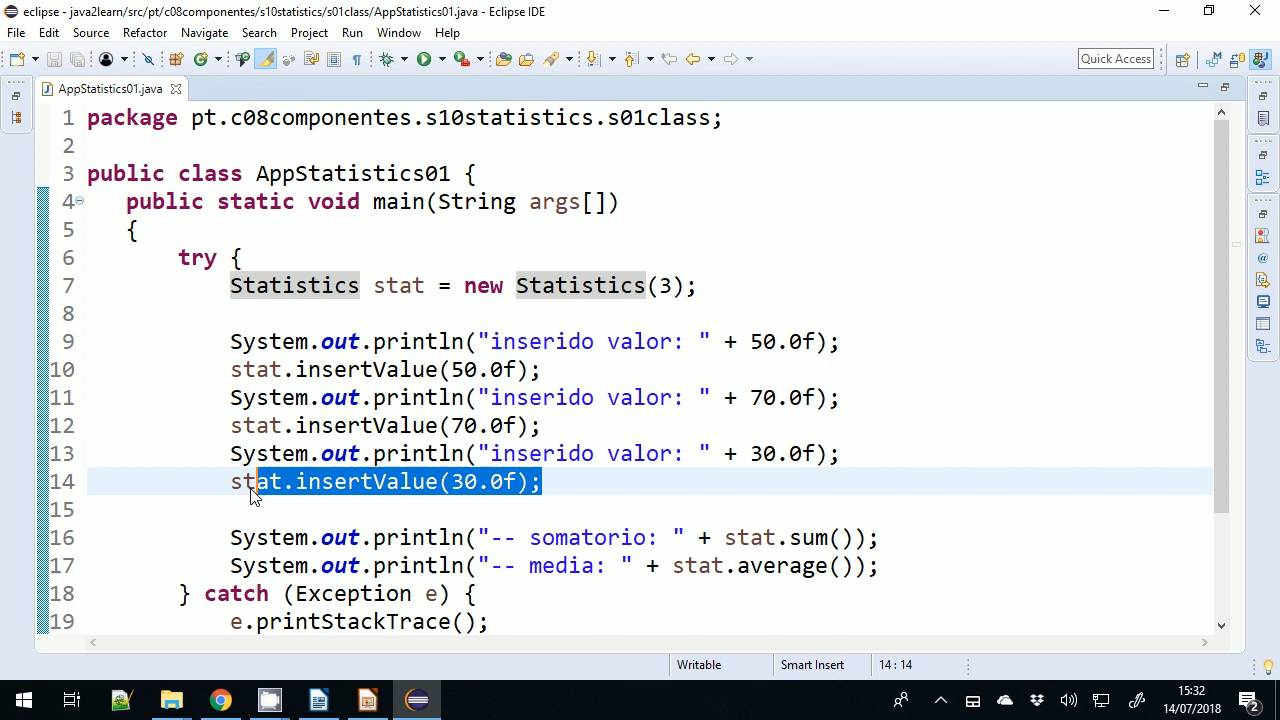 eclipse - java2learn/src/pt/c08componentes/s10statistics/s01class/AppStatistics01.java - Eclipse IDE
File Edit Source Refactor Navigate Search Project Run Window Help
Quick Access
AppStatistics01.java
1 package pt.c08componentes.s10statistics.s01class;
2
3 public class AppStatistics01 {
4 public static void main(String args[])
5 {
6 try {
7 Statistics stat = new Statistics(3);
8
9 System.out.println("inserido valor: " + 50.0f);
10 stat.insertValue(50.0f);
11 System.out.println("inserido valor: " + 70.0f);
12 stat.insertValue(70.0f);
13 System.out.println("inserido valor: " + 30.0f);
14 stat.insertValue(30.0f);
15
16 System.out.println("-- somatorio: " + stat.sum());
17 System.out.println("-- media: " + stat.average());
18 } catch (Exception e) {
19 e.printStackTrace();
Writable Smart Insert 14 : 14
15:32
14/07/2018
2